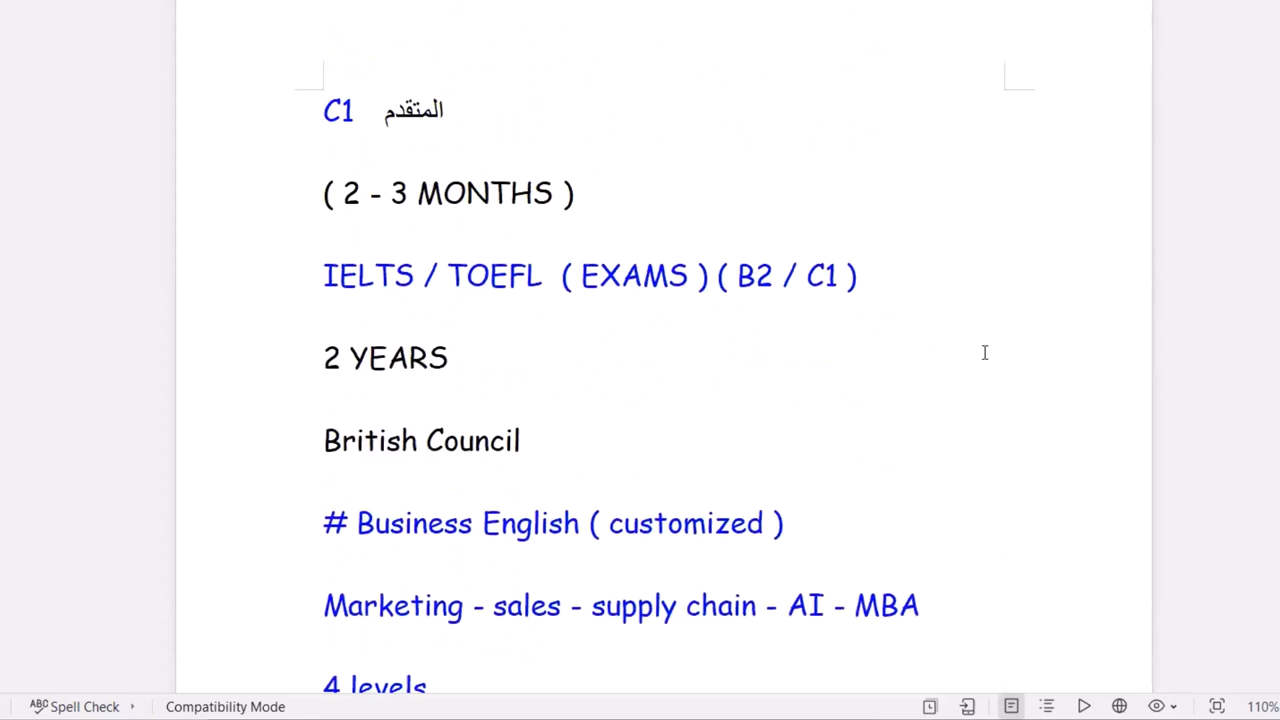 C1 المتقدم
( 2 - 3 MONTHS )
IELTS / TOEFL ( EXAMS ) ( B2 / C1 )
2 YEARS
British Council
# Business English ( customized )
Marketing - sales - supply chain - AI - MBA
4 levels
ABC Spell Check Compatibility Mode 110%